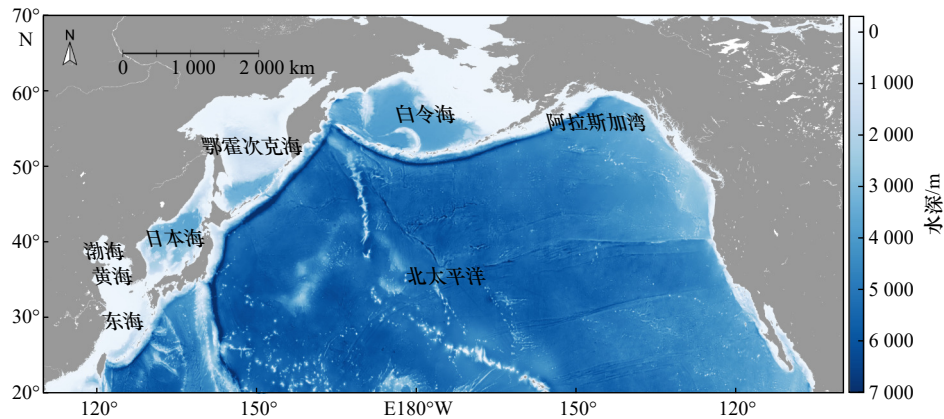 70°
N
N
0 1 000 2 000 km
0
1 000
60°
白令海
阿拉斯加湾
2 000
鄂霍次克海
50°
3 000
水深/m
日本海
40°
渤海
4 000
黄海
北太平洋
5 000
东海
30°
6 000
20°
7 000
120° 150° E180°W 150° 120°